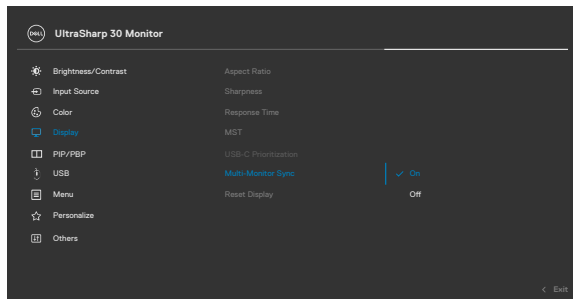 DELL UltraSharp 30 Monitor
Brightness/Contrast Aspect Ratio
Input Source Sharpness
Color Response Time
Display MST
PIP/PBP USB-C Prioritization
USB Multi-Monitor Sync ✓ On
Menu Reset Display Off
Personalize
Others
< Exit